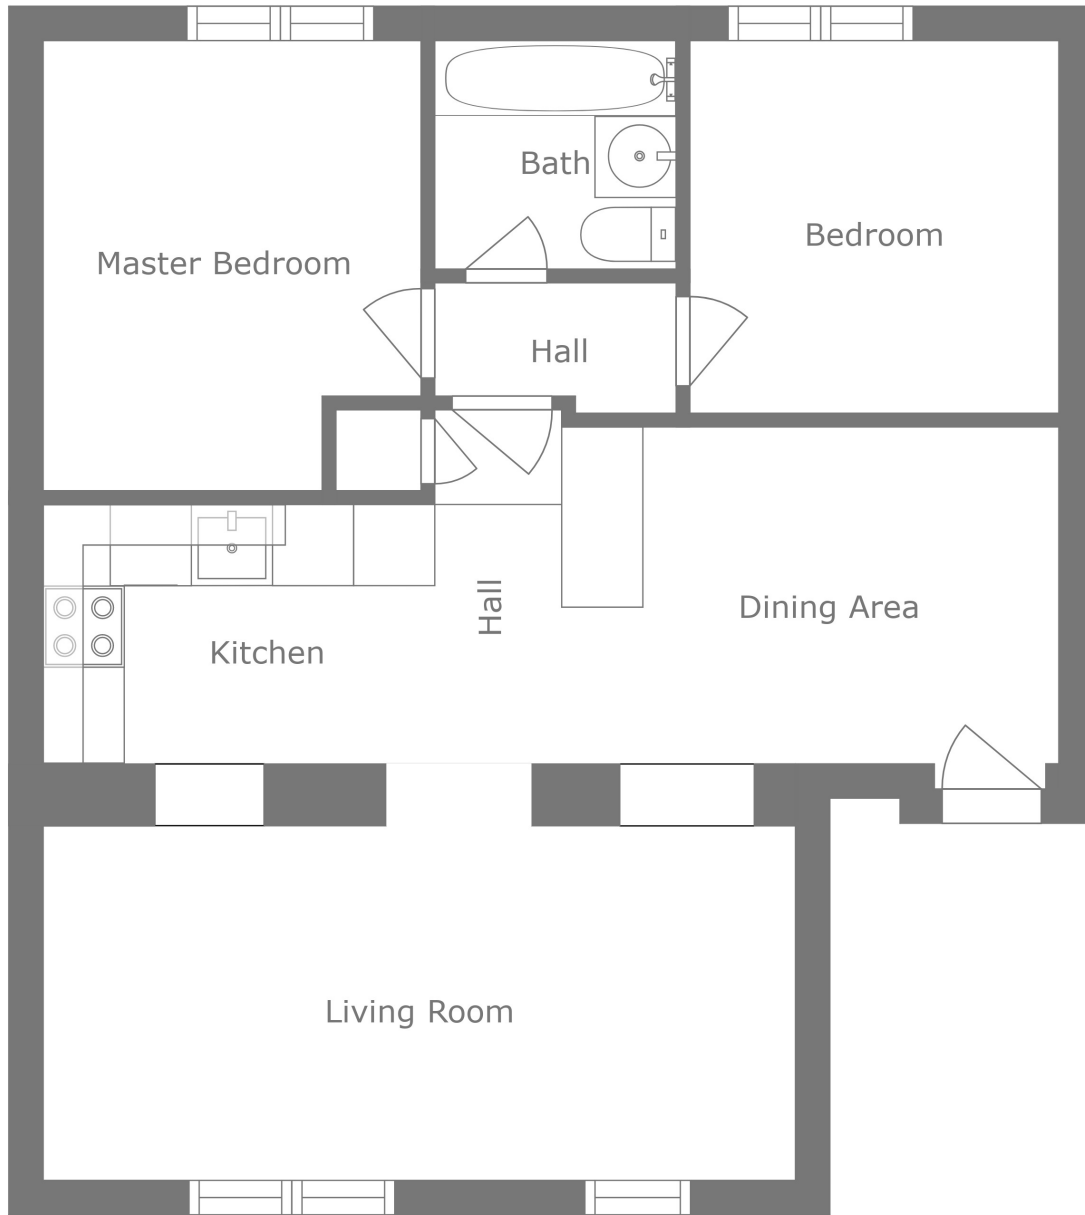 Bath
Bedroom
Master Bedroom
Hall
Hall
Dining Area
Kitchen
Living Room